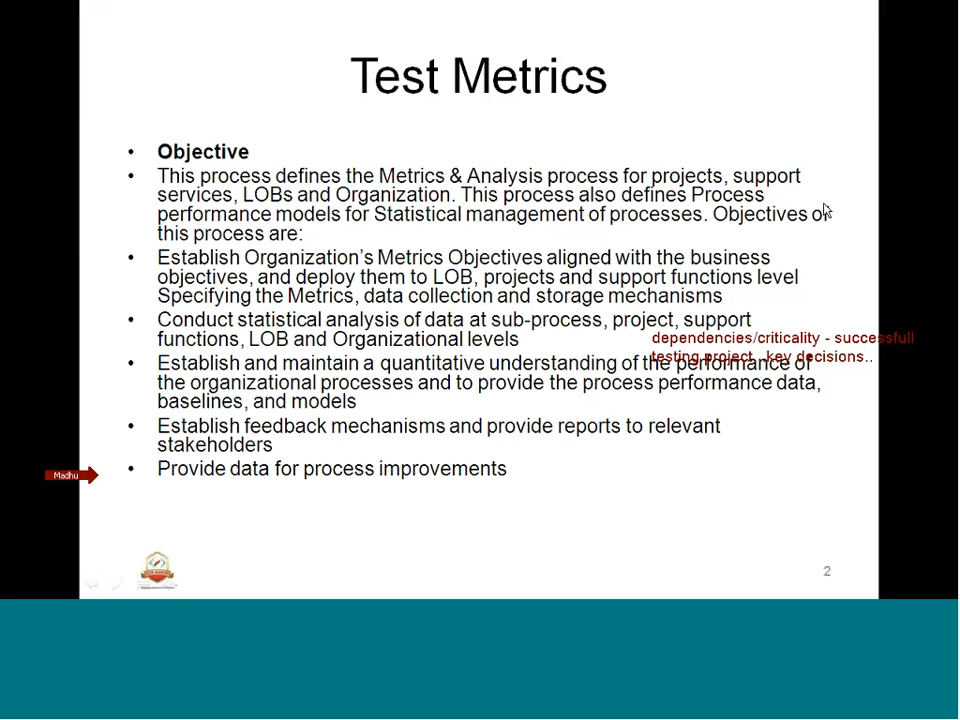 Test Metrics
• Objective
• This process defines the Metrics & Analysis process for projects, support
services, LOBs and Organization. This process also defines Process
performance models for Statistical management of processes. Objectives of
this process are:
• Establish Organization's Metrics Objectives aligned with the business
objectives, and deploy them to LOB, projects and support functions level
Specifying the Metrics, data collection and storage mechanisms
• Conduct statistical analysis of data at sub-process, project, support
functions, LOB and Organizational levels
dependencies/criticality - successfull
testing project, .key decisions..
• Establish and maintain a quantitative understanding of the performance of
the organizational processes and to provide the process performance data,
baselines, and models
• Establish feedback mechanisms and provide reports to relevant
stakeholders
Madhu
• Provide data for process improvements
2